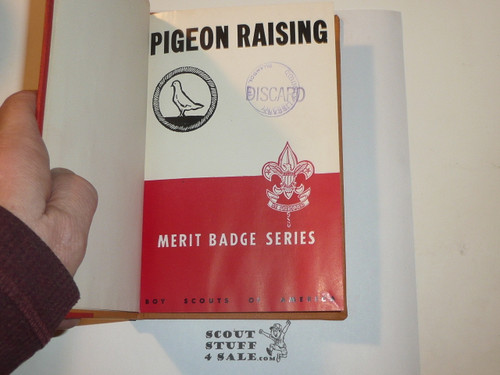 PIGEON RAISING
DISCARD
MERIT BADGE SERIES
BOY SCOUTS OF AMERICA
SCOUT
STUFF
4 SALE.COM